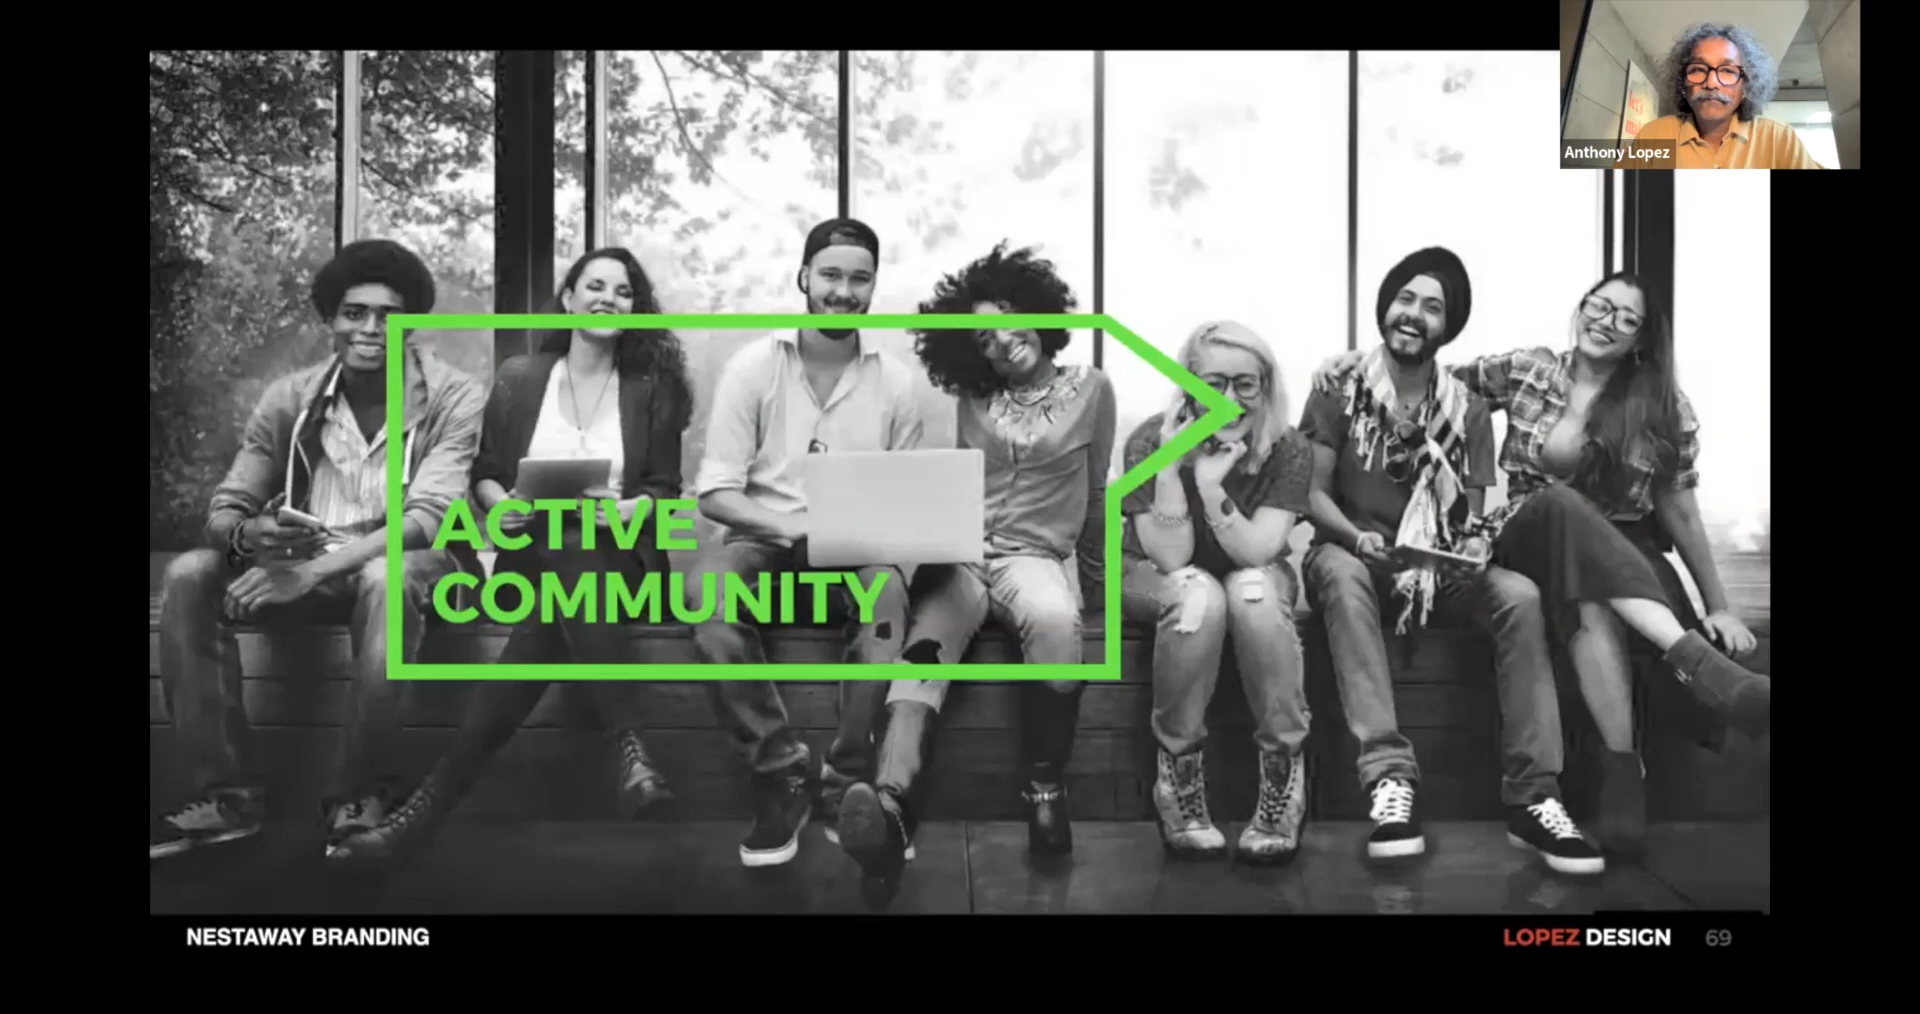 Anthony Lopez
ACTIVE
COMMUNITY
NESTAWAY BRANDING
LOPEZ DESIGN 69